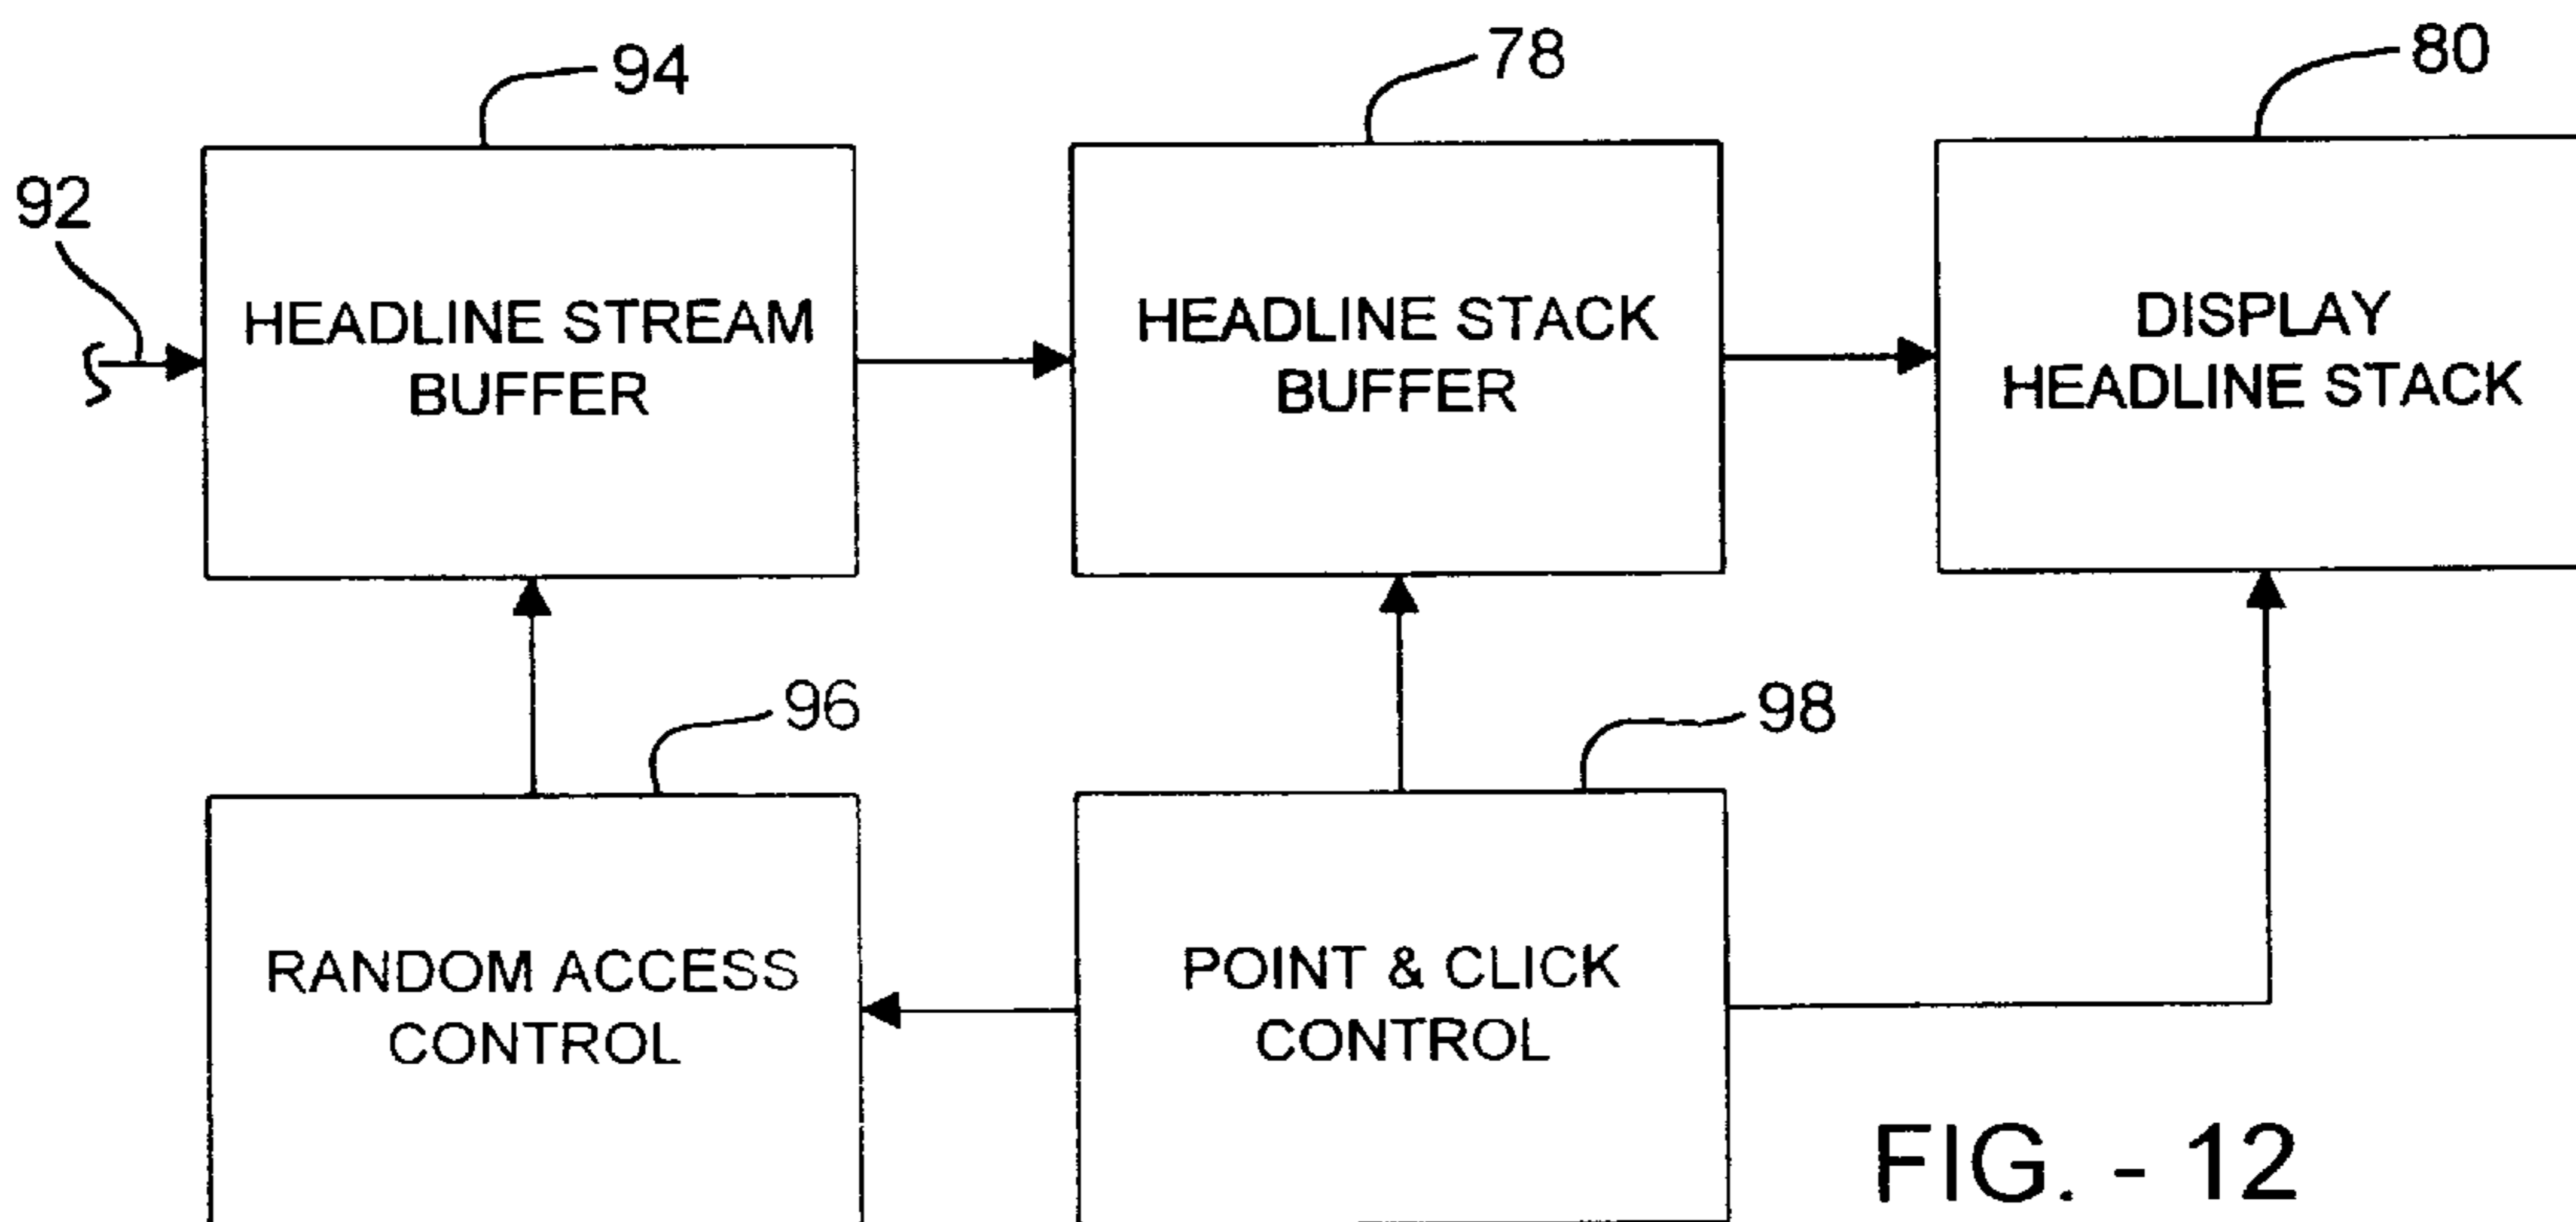 94
78
80
92
HEADLINE STREAM
BUFFER
HEADLINE STACK
BUFFER
DISPLAY
HEADLINE STACK
96
98
RANDOM ACCESS
CONTROL
POINT & CLICK
CONTROL
FIG. - 12